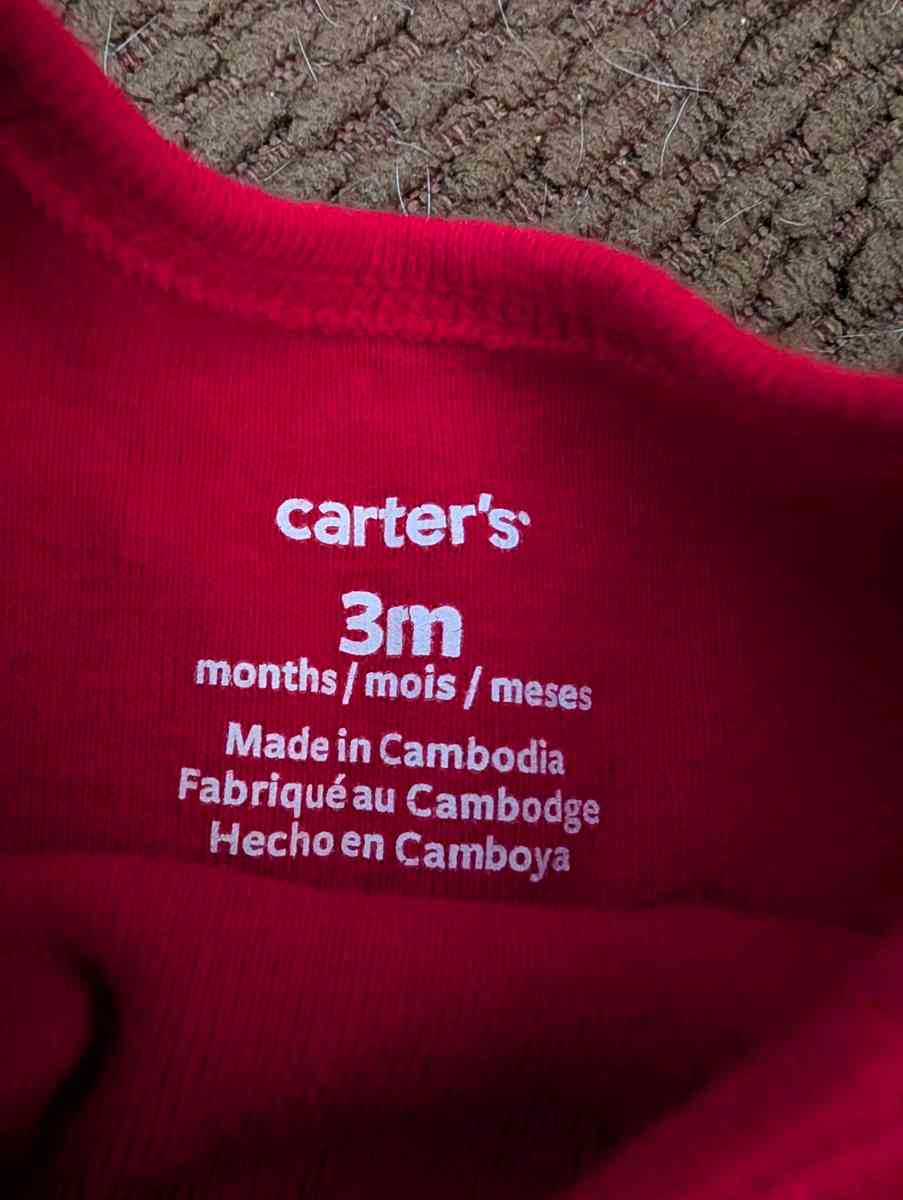 carter's
3m
months / mois / meses
Made in Cambodia
Fabriqué au Cambodge
Hecho en Camboya